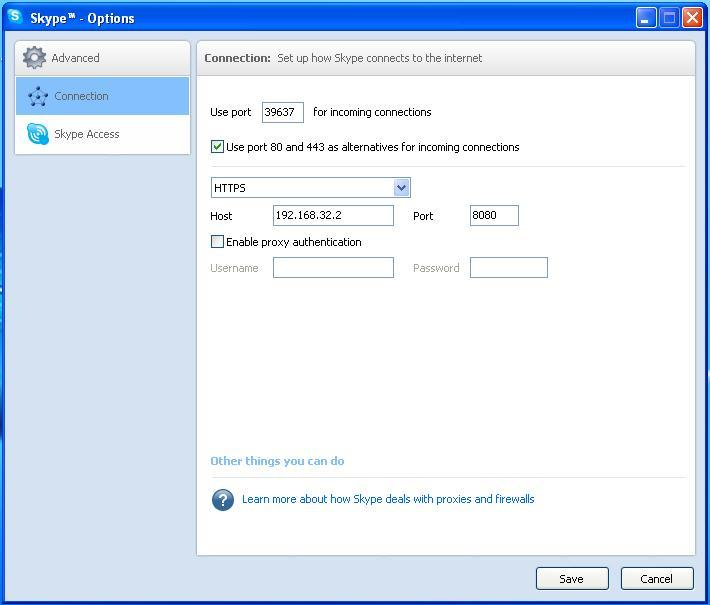 Skype™ - Options
Advanced
Connection
Skype Access
Connection: Set up how Skype connects to the internet
Use port 39637 for incoming connections
Use port 80 and 443 as alternatives for incoming connections
HTTPS
Host 192.168.32.2 Port 8080
Enable proxy authentication
Username Password
Other things you can do
? Learn more about how Skype deals with proxies and firewalls
Save Cancel